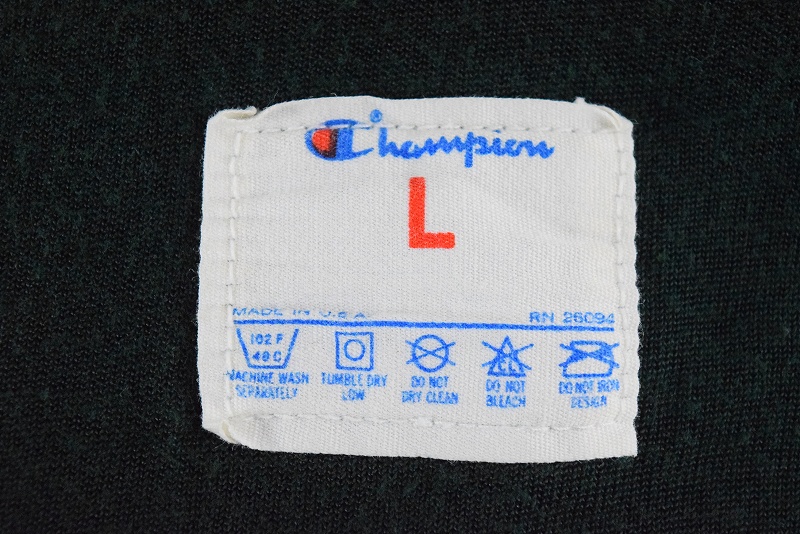 Champion®
L
MADE IN U.S.A. RN 26094
102 F
40 C
CL
MACHINE WASH SEPARATELY
TUMBLE DRY LOW
DO NOT DRY CLEAN
DO NOT BLEACH
DO NOT IRON DESIGN